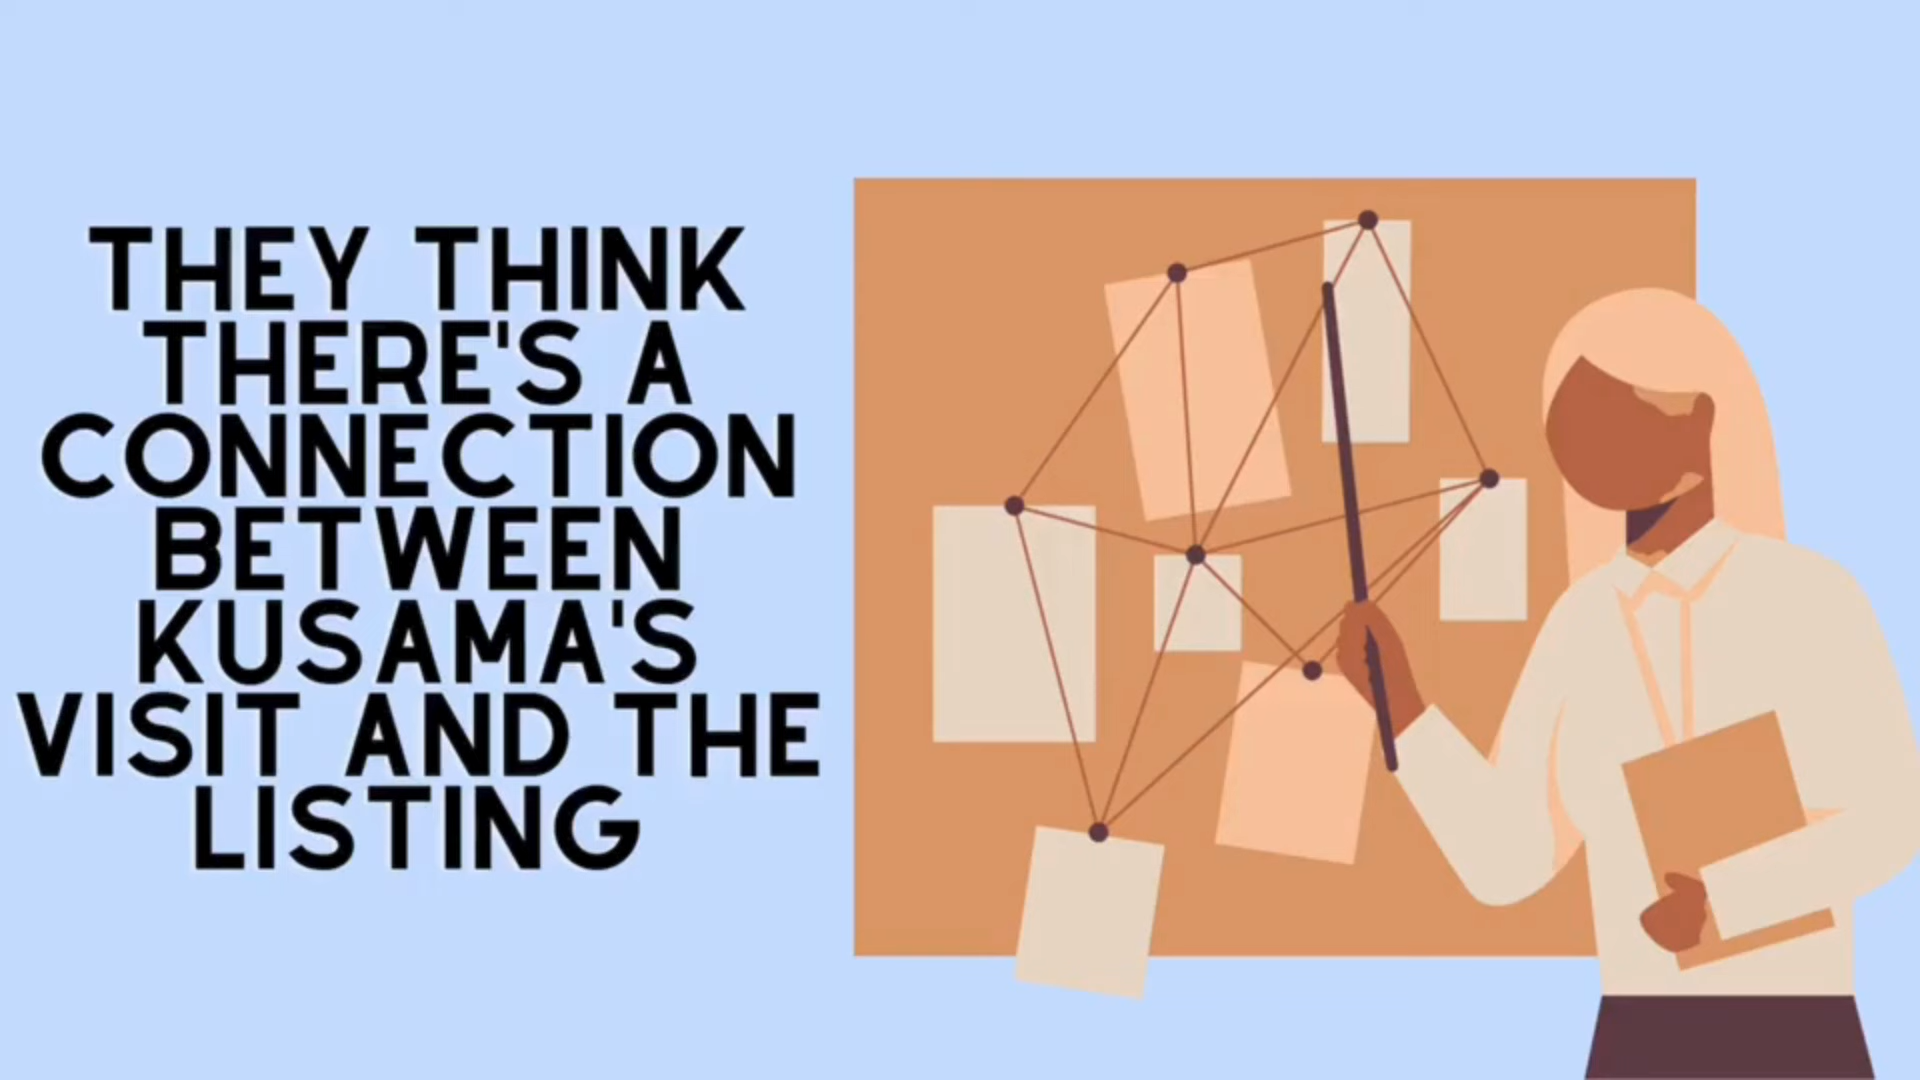 THEY THINK
THERE'S A
CONNECTION
BETWEEN
KUSAMA'S
VISIT AND THE
LISTING